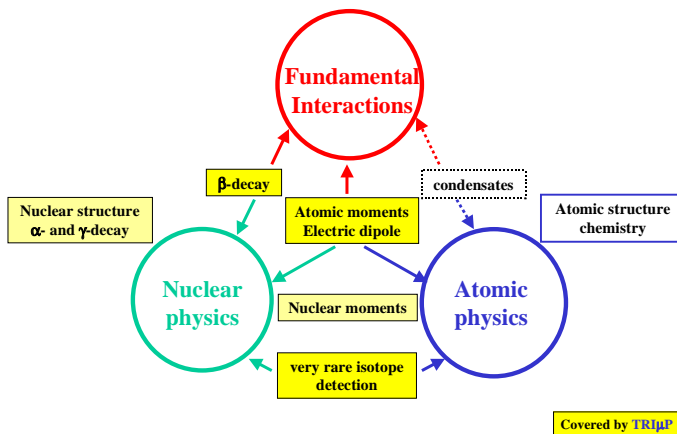 Fundamental
Interactions
β-decay
condensates
Nuclear structure
α- and γ-decay
Atomic moments
Electric dipole
Atomic structure
chemistry
Nuclear
physics
Nuclear moments
Atomic
physics
very rare isotope
detection
Covered by TRIμP